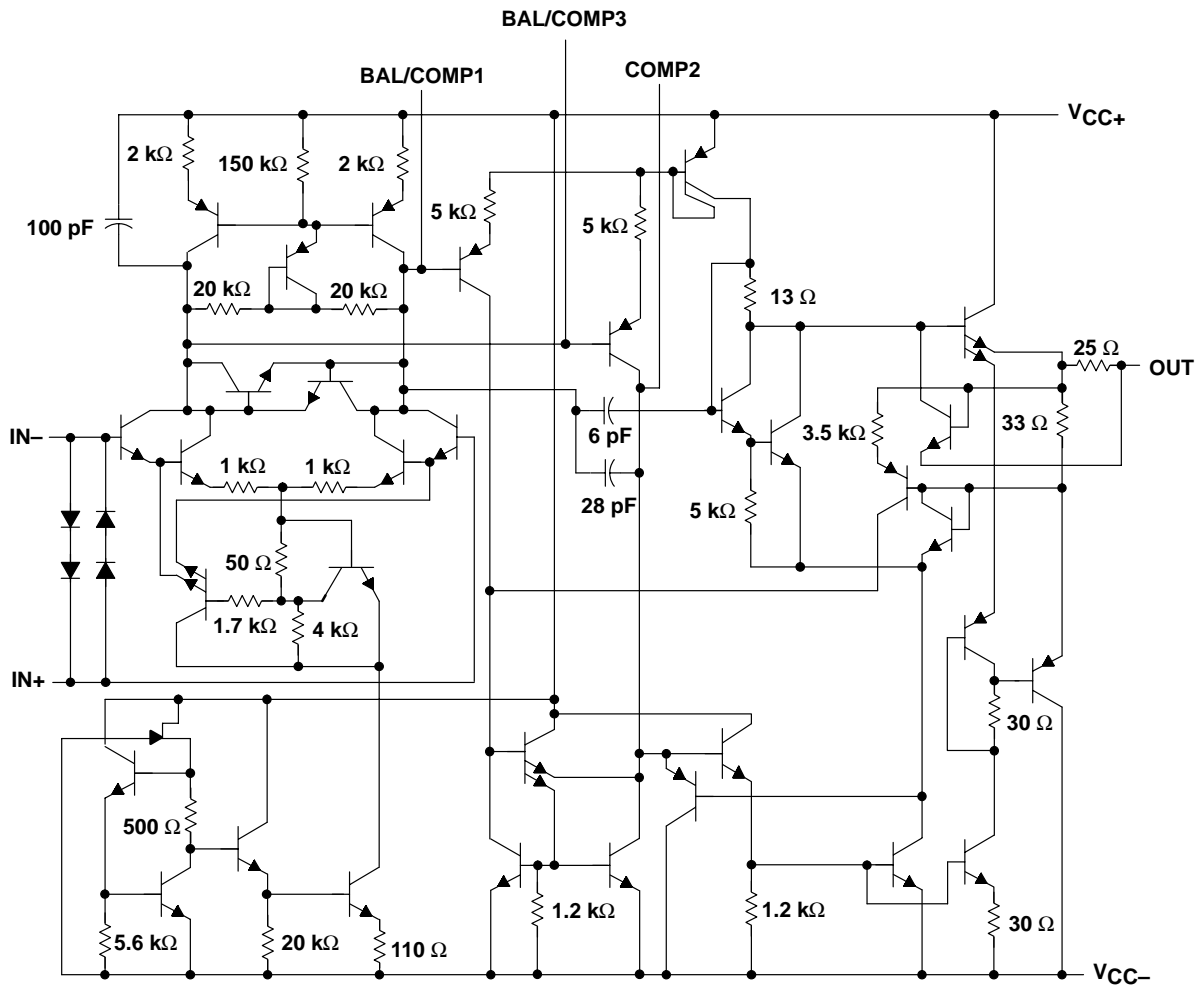 BAL/COMP3
COMP2
BAL/COMP1
VCC+
2 kΩ
150 kΩ
2 kΩ
5 kΩ
5 kΩ
100 pF
20 kΩ
20 kΩ
13 Ω
25 Ω
OUT
IN–
6 pF
3.5 kΩ
33 Ω
1 kΩ
1 kΩ
28 pF
5 kΩ
50 Ω
1.7 kΩ
4 kΩ
IN+
30 Ω
500 Ω
5.6 kΩ
20 kΩ
110 Ω
1.2 kΩ
1.2 kΩ
30 Ω
VCC–